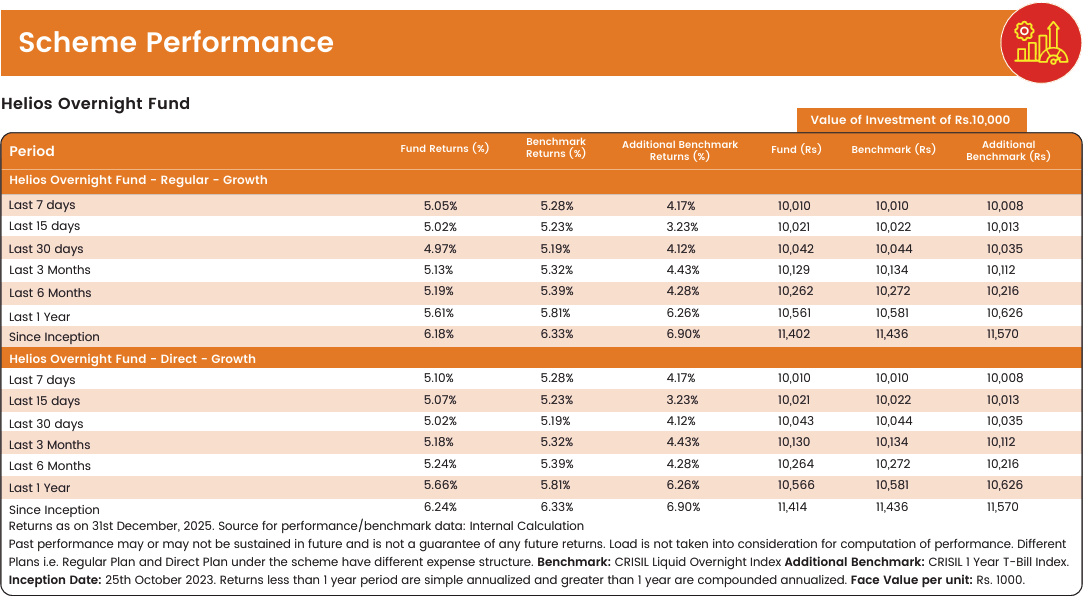 Scheme Performance
Helios Overnight Fund
Value of Investment of Rs.10,000
Period Fund Returns (%) Benchmark Returns (%) Additional Benchmark Returns (%) Fund (Rs) Benchmark (Rs) Additional Benchmark (Rs)
Helios Overnight Fund - Regular - Growth
Last 7 days 5.05% 5.28% 4.17% 10,010 10,010 10,008
Last 15 days 5.02% 5.23% 3.23% 10,021 10,022 10,013
Last 30 days 4.97% 5.19% 4.12% 10,042 10,044 10,035
Last 3 Months 5.13% 5.32% 4.43% 10,129 10,134 10,112
Last 6 Months 5.19% 5.39% 4.28% 10,262 10,272 10,216
Last 1 Year 5.61% 5.81% 6.26% 10,561 10,581 10,626
Since Inception 6.18% 6.33% 6.90% 11,402 11,436 11,570
Helios Overnight Fund - Direct - Growth
Last 7 days 5.10% 5.28% 4.17% 10,010 10,010 10,008
Last 15 days 5.07% 5.23% 3.23% 10,021 10,022 10,013
Last 30 days 5.02% 5.19% 4.12% 10,043 10,044 10,035
Last 3 Months 5.18% 5.32% 4.43% 10,130 10,134 10,112
Last 6 Months 5.24% 5.39% 4.28% 10,264 10,272 10,216
Last 1 Year 5.66% 5.81% 6.26% 10,566 10,581 10,626
Since Inception 6.24% 6.33% 6.90% 11,414 11,436 11,570
Returns as on 31st December, 2025. Source for performance/benchmark data: Internal Calculation
Past performance may or may not be sustained in future and is not a guarantee of any future returns. Load is not taken into consideration for computation of performance. Different
Plans i.e. Regular Plan and Direct Plan under the scheme have different expense structure. Benchmark: CRISIL Liquid Overnight Index Additional Benchmark: CRISIL 1 Year T-Bill Index.
Inception Date: 25th October 2023. Returns less than 1 year period are simple annualized and greater than 1 year are compounded annualized. Face Value per unit: Rs. 1000.